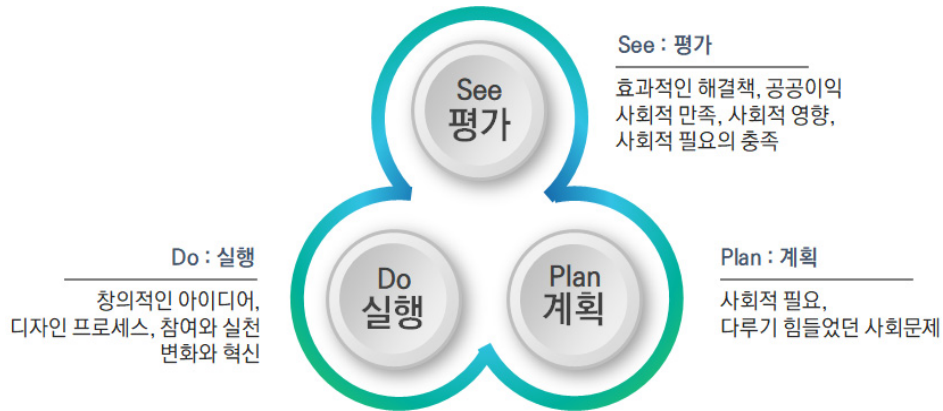 See
평가
See : 평가
효과적인 해결책, 공공이익
사회적 만족, 사회적 영향,
사회적 필요의 충족
Do : 실행
창의적인 아이디어,
디자인 프로세스, 참여와 실천
변화와 혁신
Do
실행
Plan
계획
Plan : 계획
사회적 필요,
다루기 힘들었던 사회문제